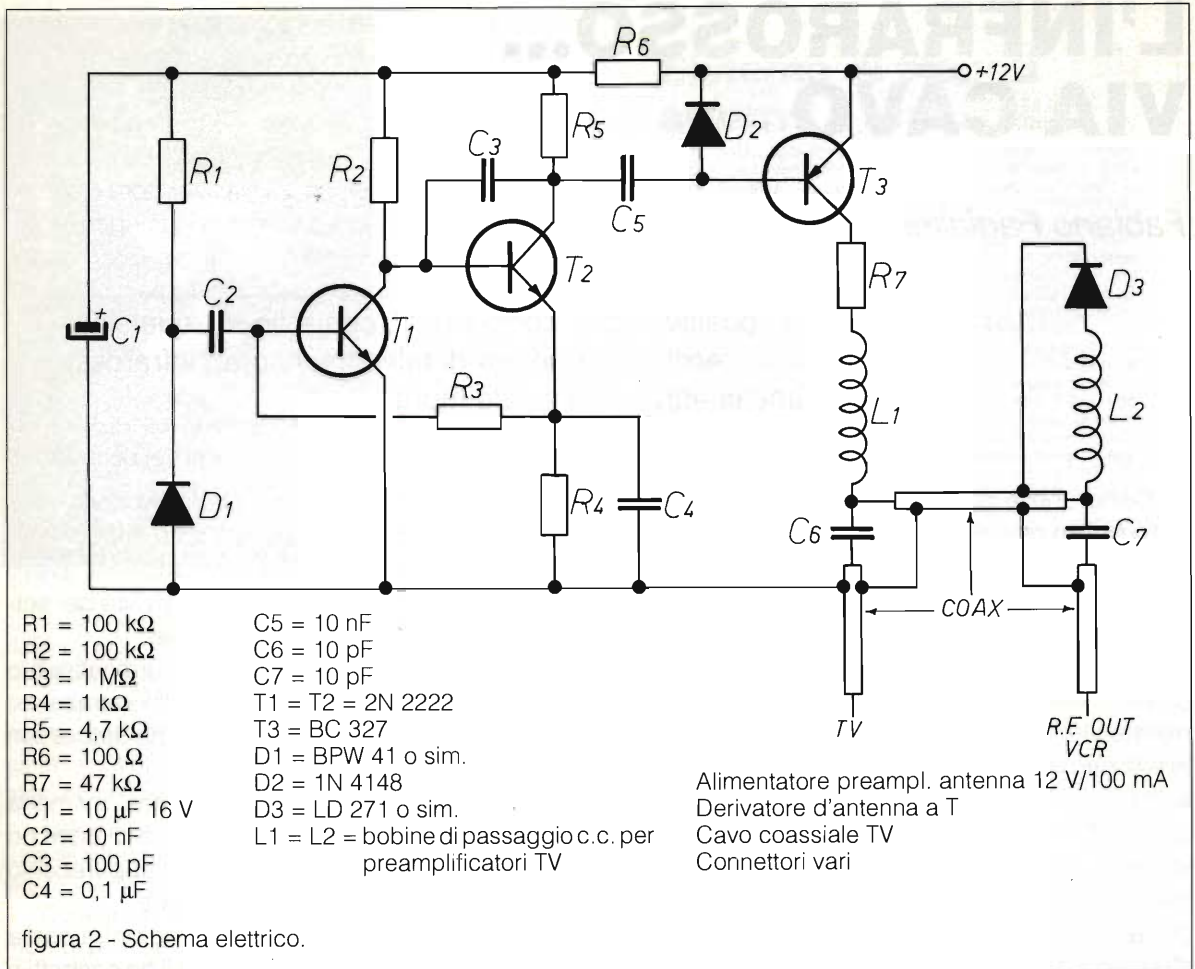 L'INFRAROSSO...
VIA CAVO
R6
+12V
R1
R2
C3
R5
D2
C5
T3
C2
T2
R7
D3
C1
+
T1
R3
L1
L2
D1
R4
C4
C6
C7
COAX
TV
R.F. OUT
VCR
R1 = 100 kΩ
R2 = 100 kΩ
R3 = 1 MΩ
R4 = 1 kΩ
R5 = 4,7 kΩ
R6 = 100 Ω
R7 = 47 kΩ
C1 = 10 µF 16 V
C2 = 10 nF
C3 = 100 pF
C4 = 0,1 µF
C5 = 10 nF
C6 = 10 pF
C7 = 10 pF
T1 = T2 = 2N 2222
T3 = BC 327
D1 = BPW 41 o sim.
D2 = 1N 4148
D3 = LD 271 o sim.
L1 = L2 = bobine di passaggio c.c. per
preamplificatori TV
Alimentatore preampl. antenna 12 V/100 mA
Derivatore d'antenna a T
Cavo coassiale TV
Connettori vari
figura 2 - Schema elettrico.